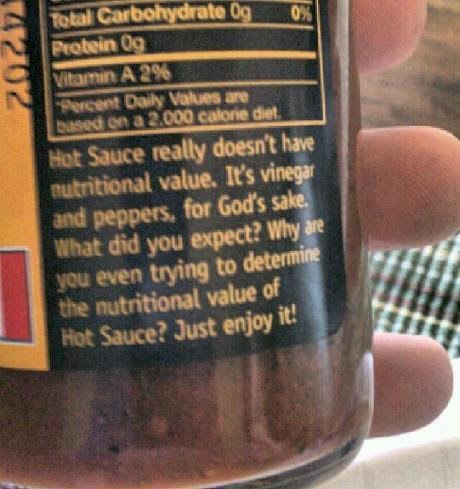 14202
Total Carbohydrate 0g 0%
Protein 0g
Vitamin A 2%
*Percent Daily Values are
based on a 2,000 calorie diet.
Hot Sauce really doesn't have
nutritional value. It's vinegar
and peppers, for God's sake.
What did you expect? Why are
you even trying to determine
the nutritional value of
Hot Sauce? Just enjoy it!